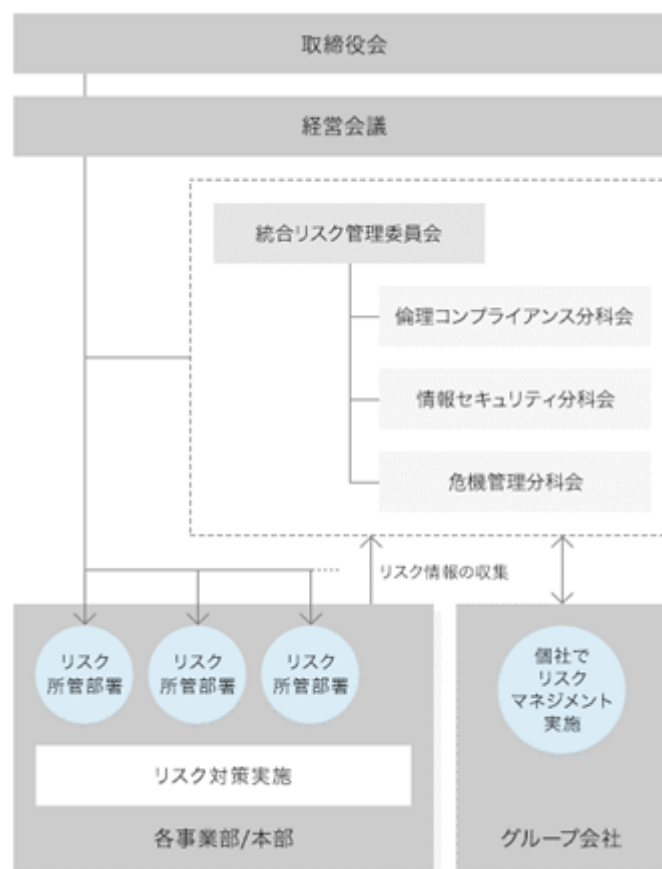 取締役会
経営会議
統合リスク管理委員会
倫理コンプライアンス分科会
情報セキュリティ分科会
危機管理分科会
リスク情報の収集
リスク
所管部署
リスク
所管部署
リスク
所管部署
リスク対策実施
各事業部/本部
個社で
リスク
マネジメント
実施
グループ会社